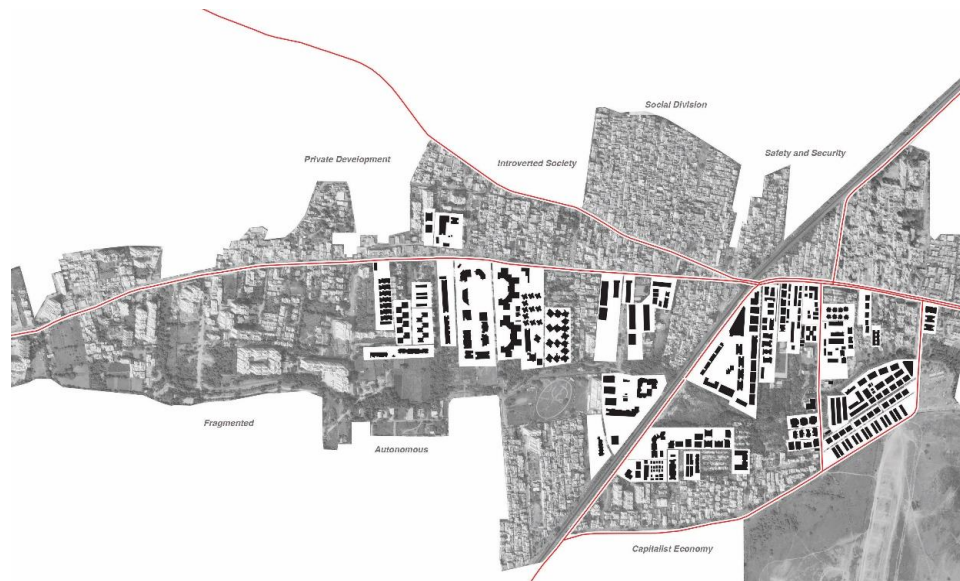 Social Division
Private Development
Introverted Society
Safety and Security
Fragmented
Autonomous
Capitalist Economy